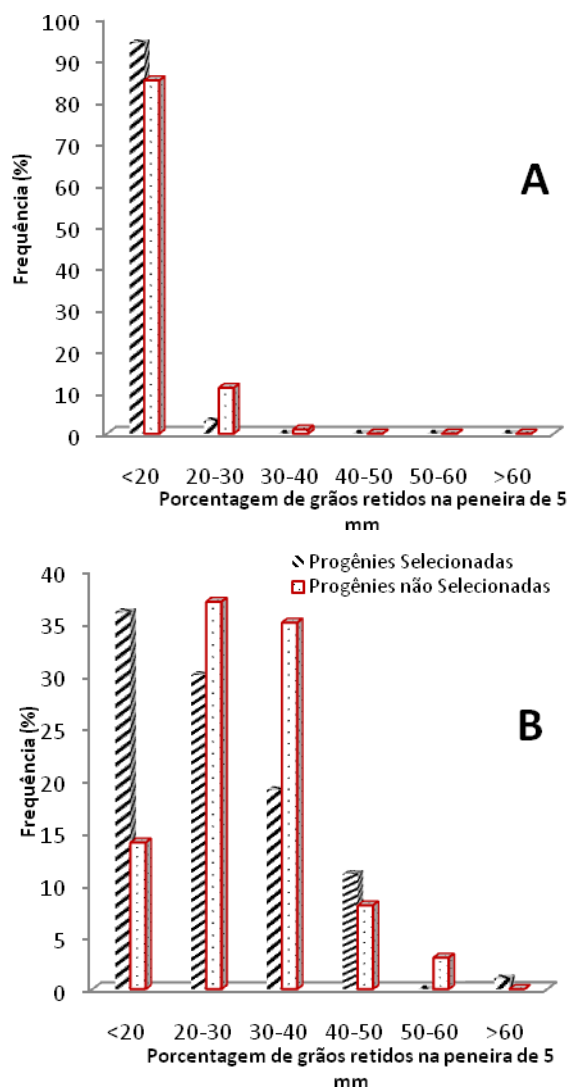 100
90
80
70
60
50
40
30
20
10
0
Frequência (%)
A
<20 20-30 30-40 40-50 50-60 >60
Porcentagem de grãos retidos na peneira de 5
mm
Progênies Selecionadas
Progênies não Selecionadas
40
35
30
25
20
15
10
5
0
Frequência (%)
B
<20 20-30 30-40 40-50 50-60 >60
Porcentagem de grãos retidos na peneira de 5
mm